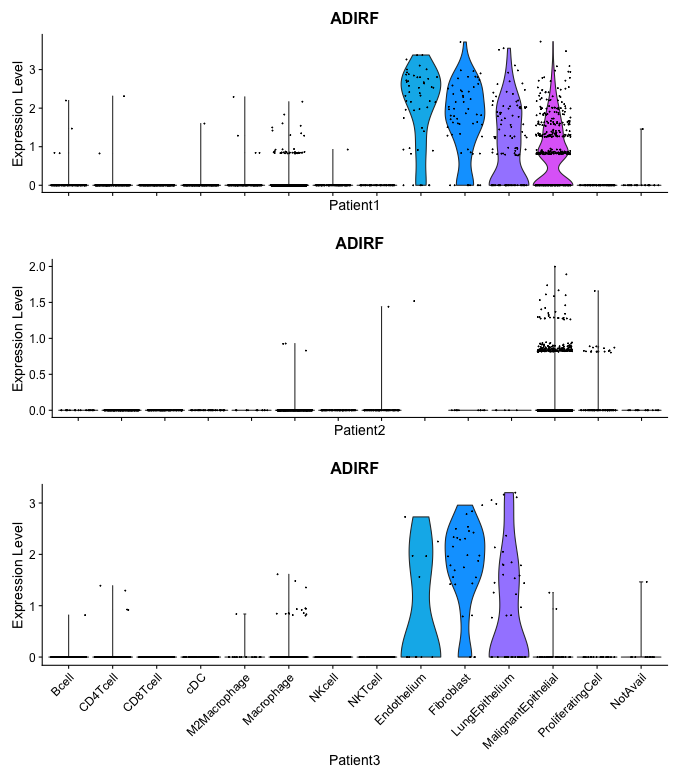 ADIRF
Expression Level
3
2
1
0
Patient1
ADIRF
Expression Level
2.0
1.5
1.0
0.5
0.0
Patient2
ADIRF
Expression Level
3
2
1
0
Bcell
CD4Tcell
CD8Tcell
cDC
M2Macrophage
Macrophage
NKcell
NKTcell
Endothelium
Fibroblast
LungEpithelium
MalignantEpithelial
ProliferatingCell
NotAvail
Patient3